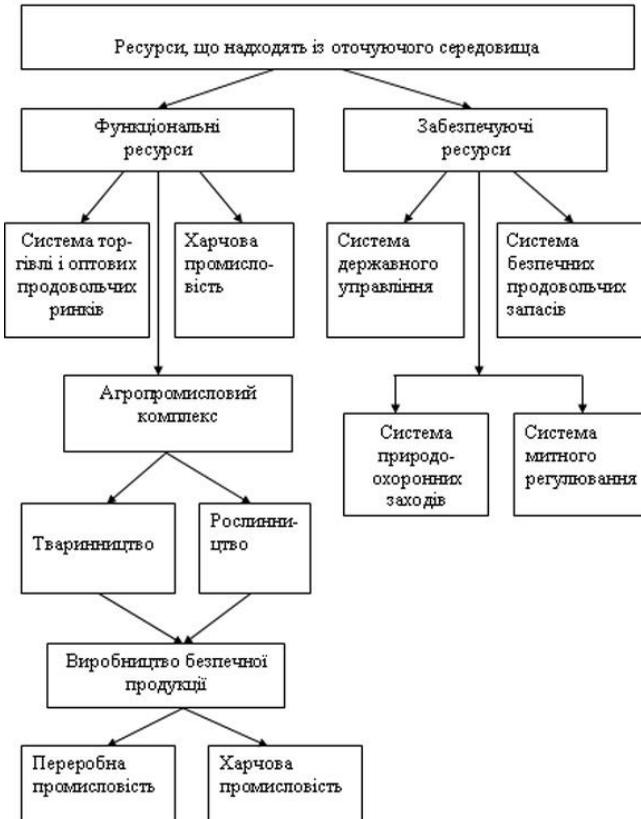 Ресурси, що надходять із оточуючого середовища
Функціональні
ресурси
Забезпечуючі
ресурси
Система тор-
гівлі і оптових
продовольчих
ринків
Харчова
промисло-
вість
Система
державного
управління
Система
безпечних
продовольчих
запасів
Агропромисловий
комплекс
Система
природо-
охоронних
заходів
Система
митного
регулювання
Тваринництво
Рослинни-
цтво
Виробництво безпечної
продукції
Переробна
промисловість
Харчова
промисловість